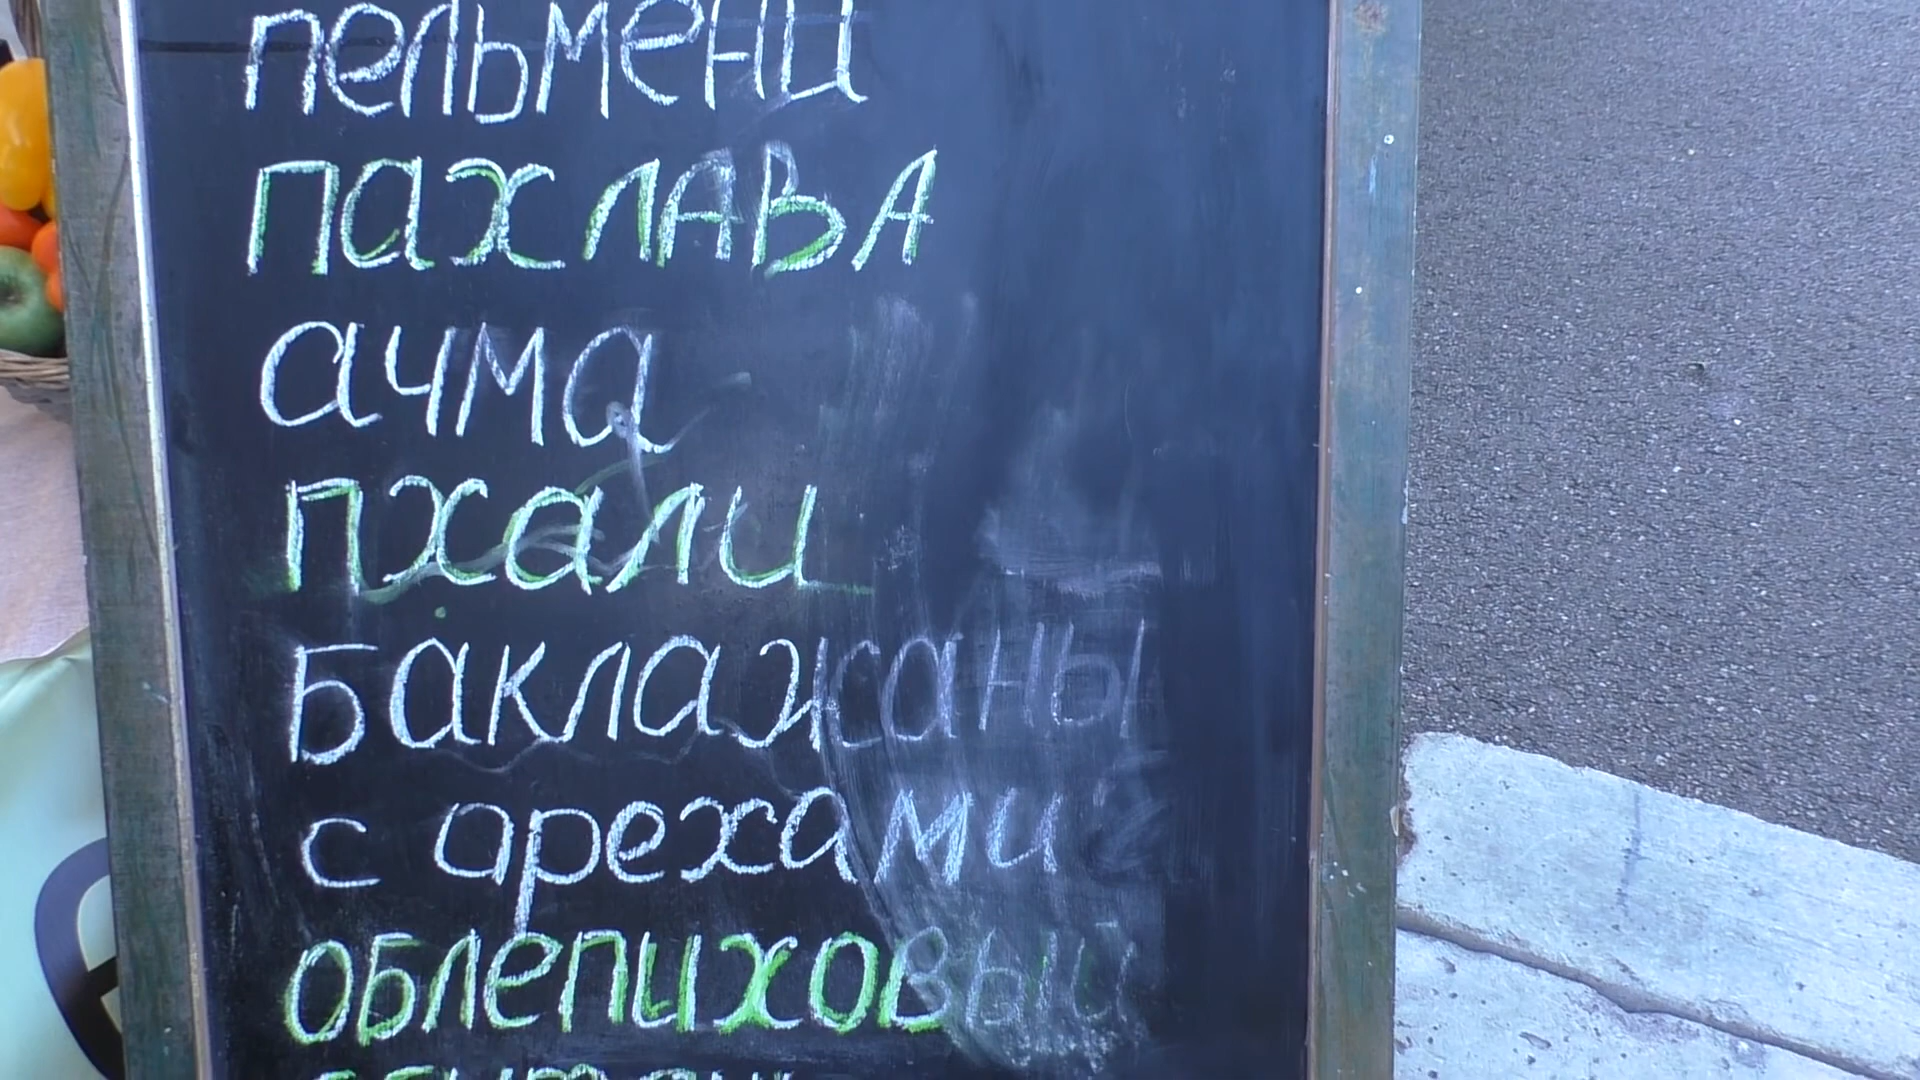 пельмени
пахлАВА
ачма
пхали
Баклажаны
с орехами
облепиховый